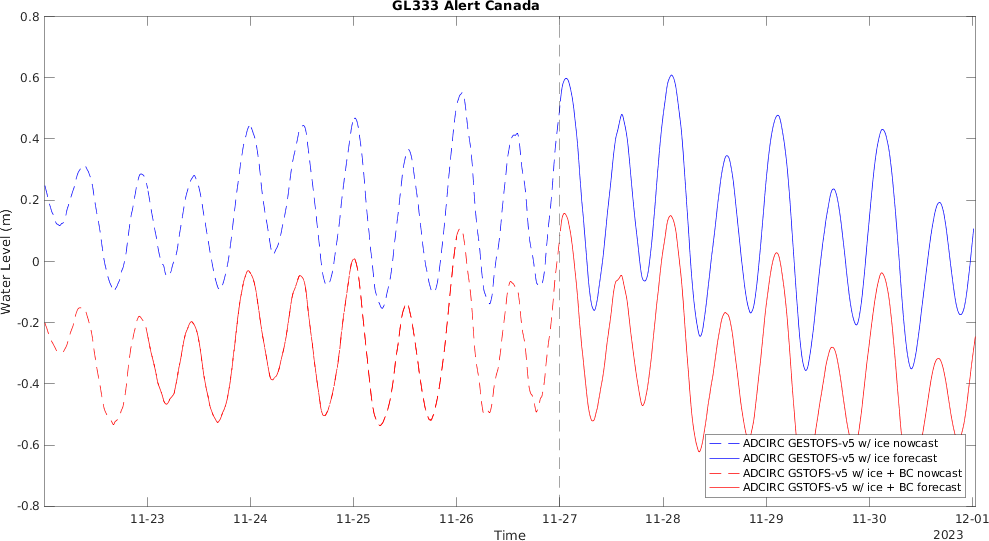 GL333 Alert Canada
0.8
0.6
0.4
0.2
0
-0.2
-0.4
-0.6
-0.8
Water Level (m)
ADCIRC GESTOFS-v5 w/ ice nowcast
ADCIRC GESTOFS-v5 w/ ice forecast
ADCIRC GSTOFS-v5 w/ ice + BC nowcast
ADCIRC GSTOFS-v5 w/ ice + BC forecast
11-23 11-24 11-25 11-26 11-27 11-28 11-29 11-30 12-01
Time
2023